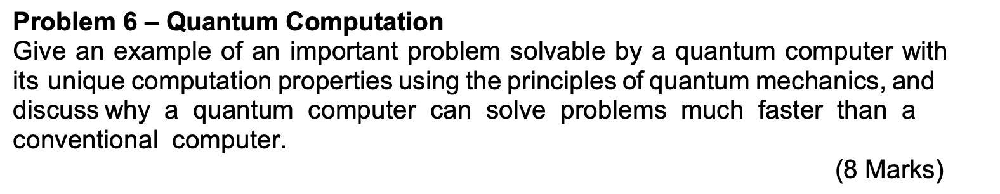 Problem 6 – Quantum Computation
Give an example of an important problem solvable by a quantum computer with
its unique computation properties using the principles of quantum mechanics, and
discuss why a quantum computer can solve problems much faster than a
conventional computer.
(8 Marks)